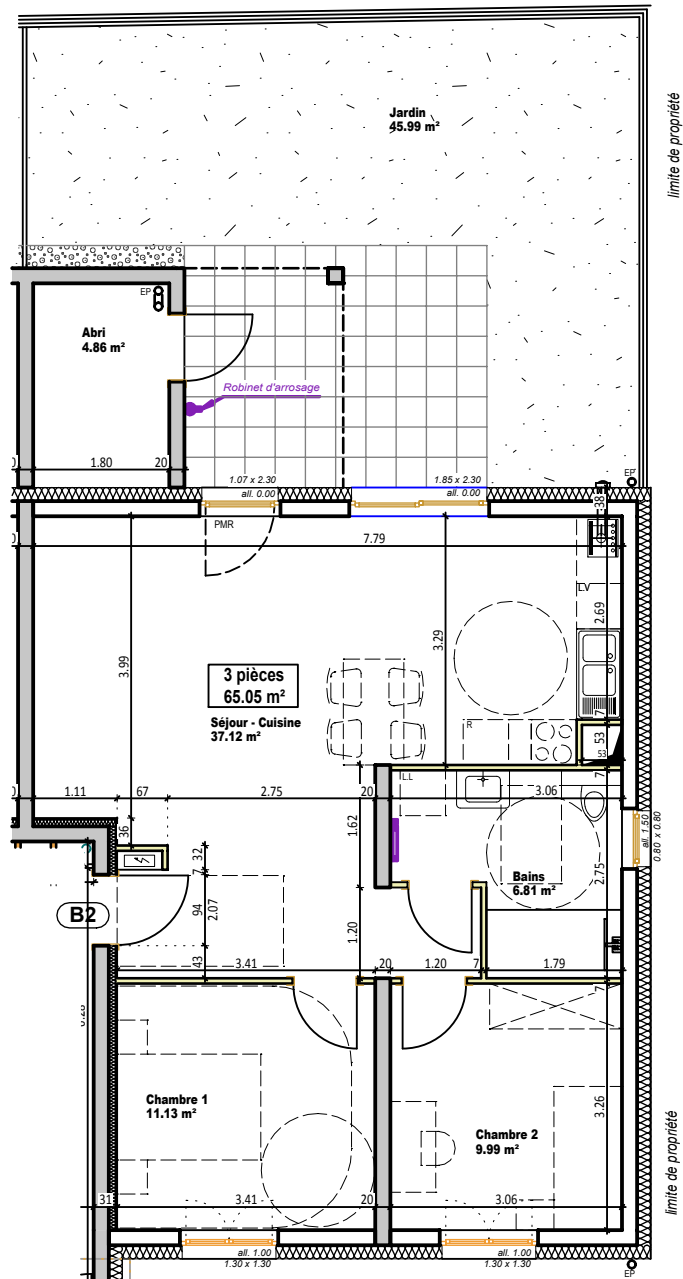 limite de propriété
Jardin
45.99 m²
EP
Abri
4.86 m²
Robinet d'arrosage
1.80
20
1.07 x 2.30
all. 0.00
1.85 x 2.30
all. 0.00
EP
38
PMR
7.79
LV
2.69
3.99
3.29
3 pièces
65.05 m²
Séjour - Cuisine
37.12 m²
R
7
53
53
LL
7
1.11
67
2.75
20
3.06
36
1.62
all. 1.50
0.80 x 0.80
32
7
Bains
6.81 m²
2.75
B2
94
2.07
1.20
43
3.41
20
1.20
7
1.79
7
Chambre 1
11.13 m²
Chambre 2
9.99 m²
3.26
limite de propriété
31
3.41
20
3.06
all. 1.00
1.30 x 1.30
all. 1.00
1.30 x 1.30
EP